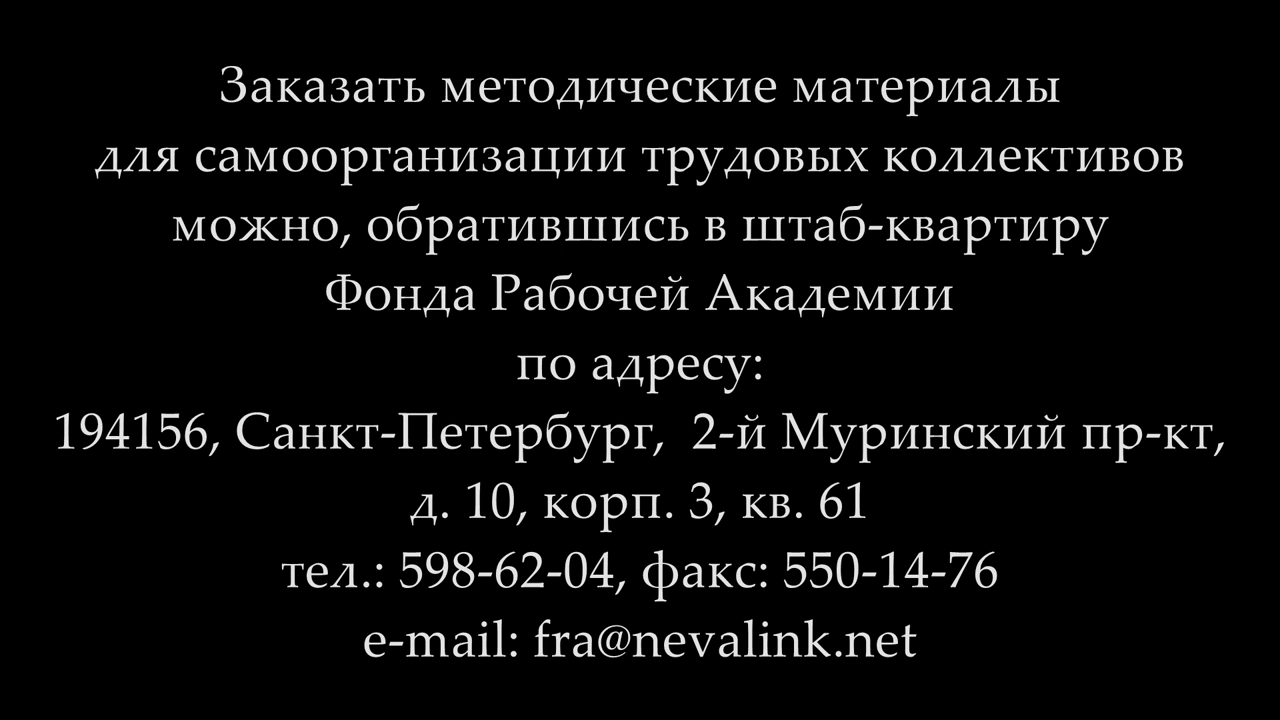 Заказать методические материалы
для самоорганизации трудовых коллективов
можно, обратившись в штаб-квартиру
Фонда Рабочей Академии
по адресу:
194156, Санкт-Петербург,  2-й Муринский пр-кт,
д. 10, корп. 3, кв. 61
тел.: 598-62-04, факс: 550-14-76
e-mail: fra@nevalink.net